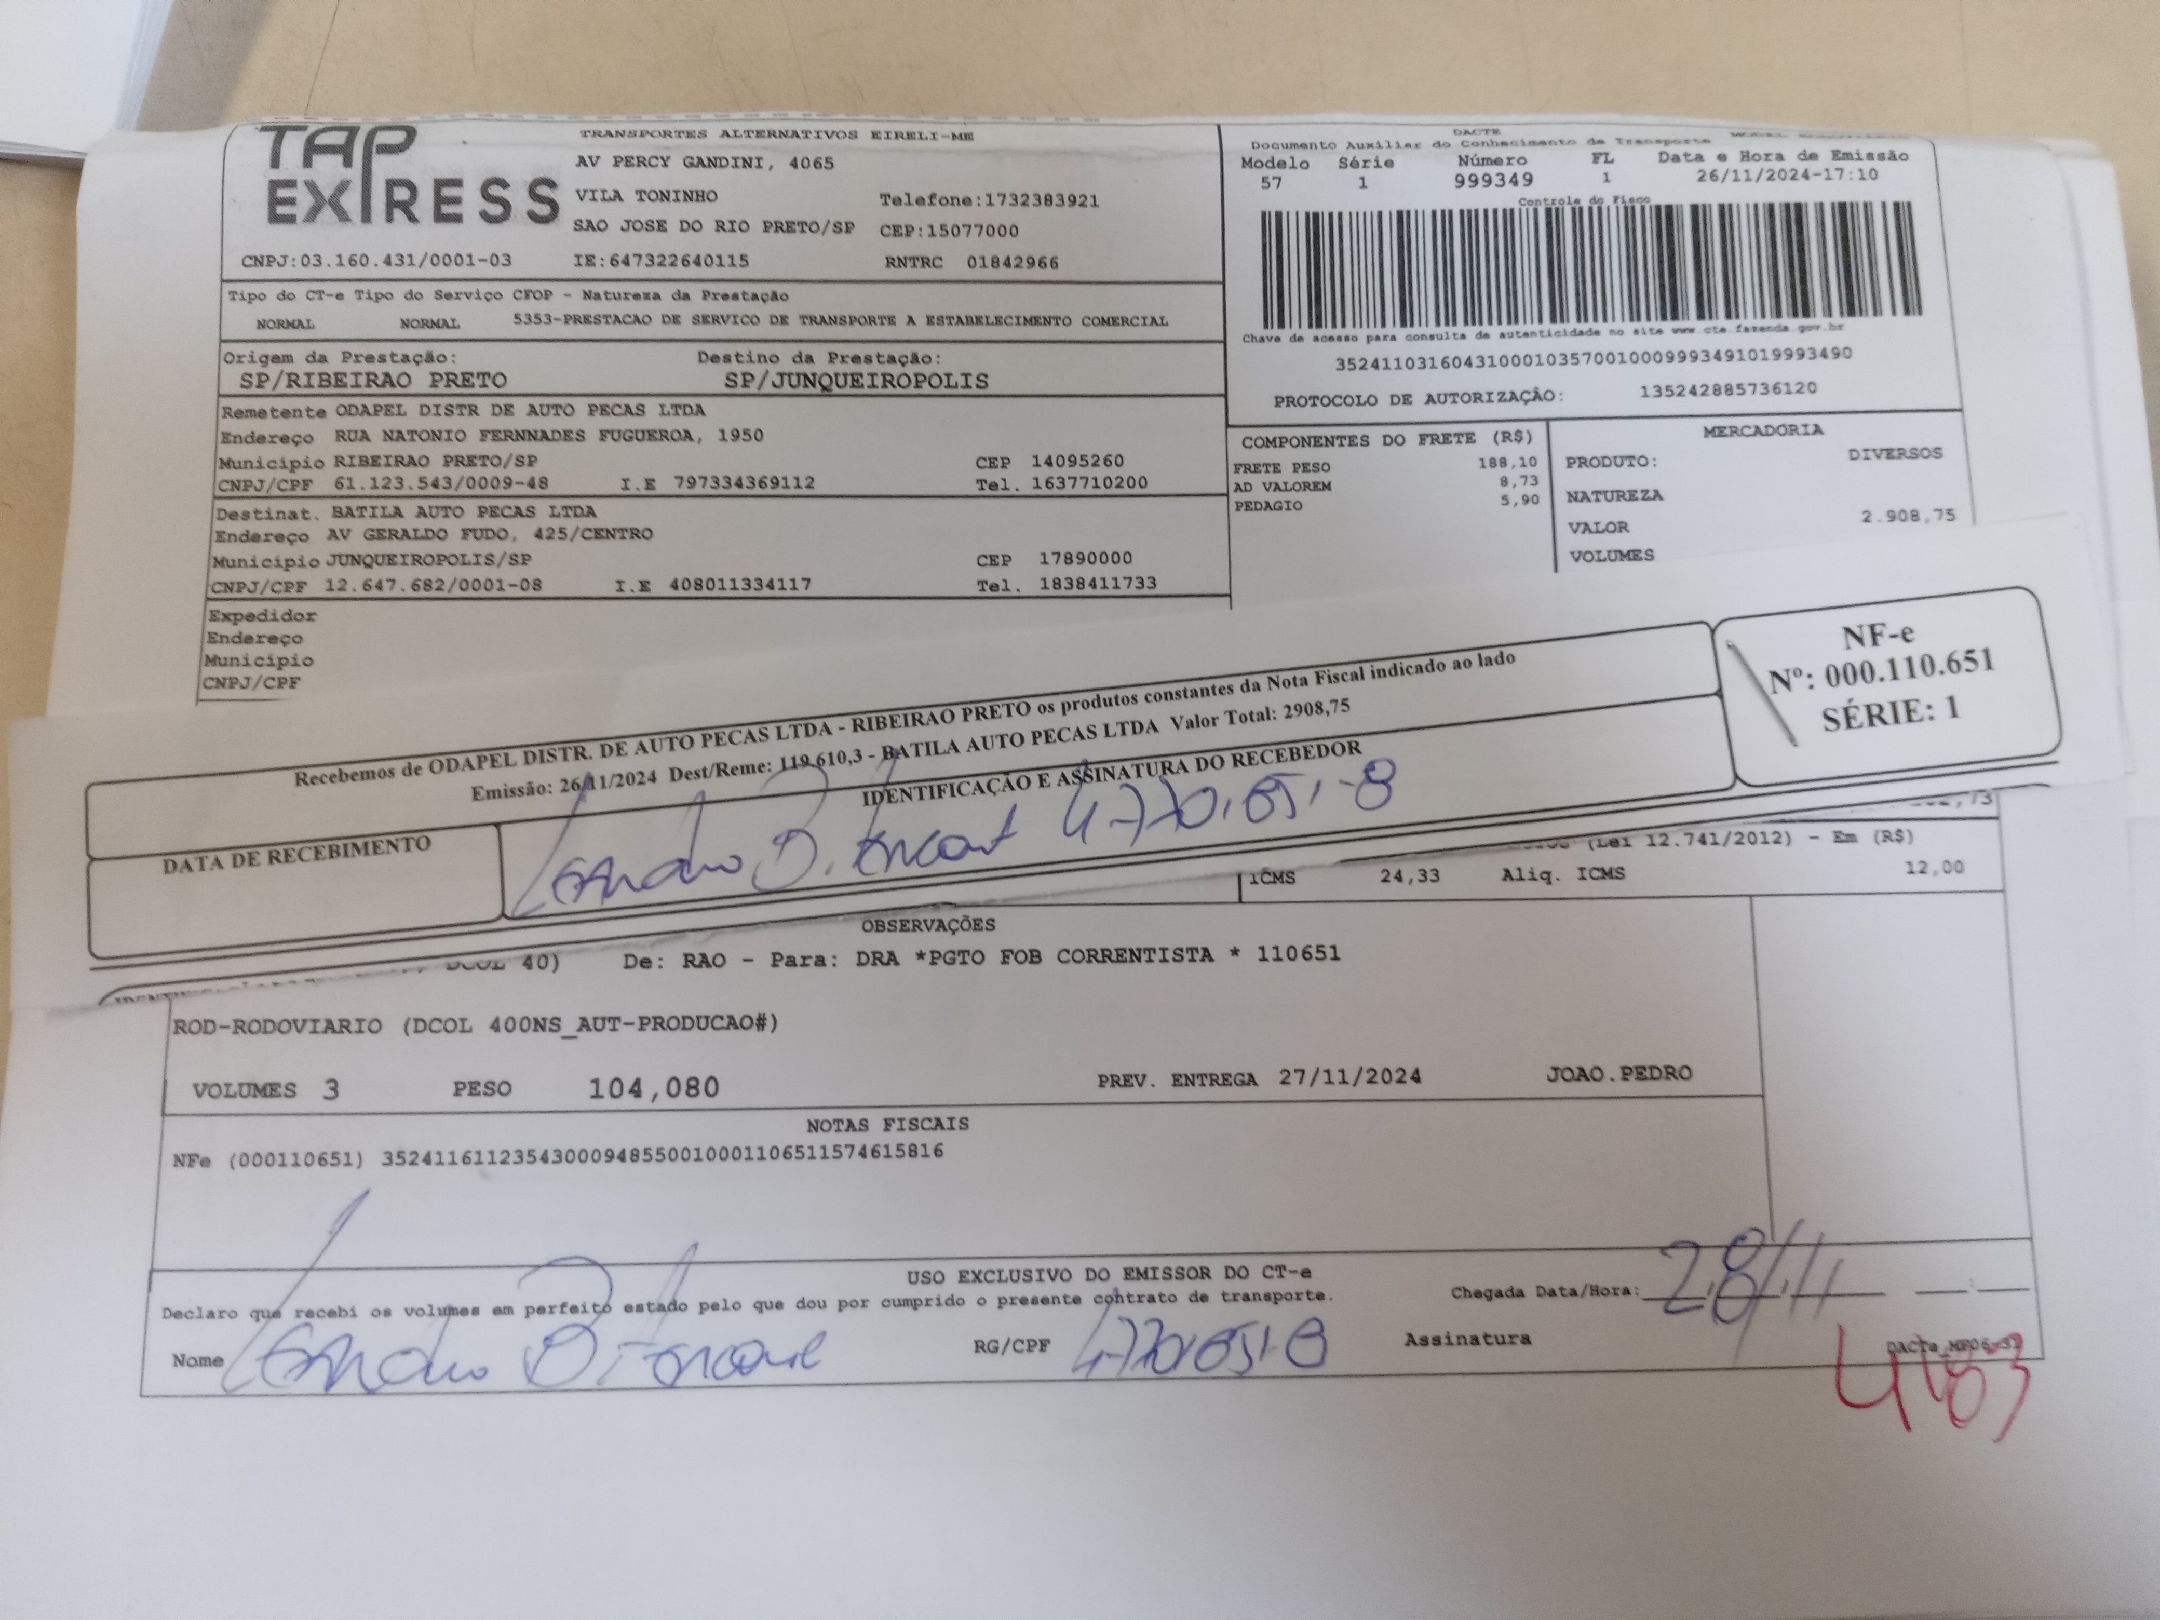 TAP
EXPRESS
TRANSPORTES ALTERNATIVOS EIRELI-ME
AV PERCY GANDINI, 4065
VILA TONINHO Telefone:1732383921
SAO JOSE DO RIO PRETO/SP CEP:15077000
CNPJ:03.160.431/0001-03 IE:647322640115 RNTRC 01842966
DACTE
Documento Auxiliar do Conhecimento de Transporte
Modelo Série Número FL Data e Hora de Emissão
57 1 999349 1 26/11/2024-17:10
Controle do Fisco
Chave de acesso para consulta de autenticidade no site www.cte.fazenda.gov.br
35241103160431000103570010009993491019993490
PROTOCOLO DE AUTORIZAÇÂO: 135242885736120
Tipo do CT-e Tipo do Serviço CFOP - Natureza da Prestação
NORMAL NORMAL 5353-PRESTACAO DE SERVICO DE TRANSPORTE A ESTABELECIMENTO COMERCIAL
Origem da Prestação: Destino da Prestação:
SP/RIBEIRAO PRETO SP/JUNQUEIROPOLIS
Remetente ODAPEL DISTR DE AUTO PECAS LTDA
Endereço RUA NATONIO FERNNADES FUGUEROA, 1950
Município RIBEIRAO PRETO/SP CEP 14095260
CNPJ/CPF 61.123.543/0009-48 I.E 797334369112 Tel. 1637710200
Destinat. BATILA AUTO PECAS LTDA
Endereço AV GERALDO FUDO, 425/CENTRO
Município JUNQUEIROPOLIS/SP CEP 17890000
CNPJ/CPF 12.647.682/0001-08 I.E 408011334117 Tel. 1838411733
Expedidor
Endereço
Município
CNPJ/CPF
COMPONENTES DO FRETE (R$)
FRETE PESO 188,10
AD VALOREM 8,73
PEDAGIO 5,90
MERCADORIA
PRODUTO: DIVERSOS
NATUREZA
VALOR 2.908,75
VOLUMES
Recebemos de ODAPEL DISTR. DE AUTO PECAS LTDA - RIBEIRAO PRETO os produtos constantes da Nota Fiscal indicado ao lado
Emissão: 26/11/2024 Dest/Reme: 119.610,3 - BATILA AUTO PECAS LTDA Valor Total: 2908,75
NF-e
Nº: 000.110.651
SÉRIE: 1
DATA DE RECEBIMENTO
IDENTIFICAÇÃO E ASSINATURA DO RECEBEDOR
(Lei 12.741/2012) - Em (R$)
ICMS 24,33 Aliq. ICMS 12,00
OBSERVAÇÕES
DCOL 40) De: RAO - Para: DRA *PGTO FOB CORRENTISTA * 110651
ROD-RODOVIARIO (DCOL 400NS_AUT-PRODUCAO#)
VOLUMES 3 PESO 104,080 PREV. ENTREGA 27/11/2024 JOAO.PEDRO
NOTAS FISCAIS
NFe (000110651) 35241161123543000948550010001106511574615816
USO EXCLUSIVO DO EMISSOR DO CT-e
Declaro que recebi os volumes em perfeito estado pelo que dou por cumprido o presente contrato de transporte.
Chegada Data/Hora: 28/11
Nome RG/CPF Assinatura